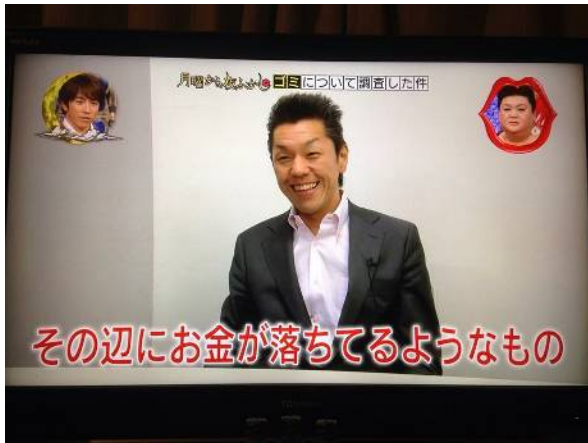 月曜から夜ふかし
ゴミについて調査した件
その辺にお金が落ちてるようなもの